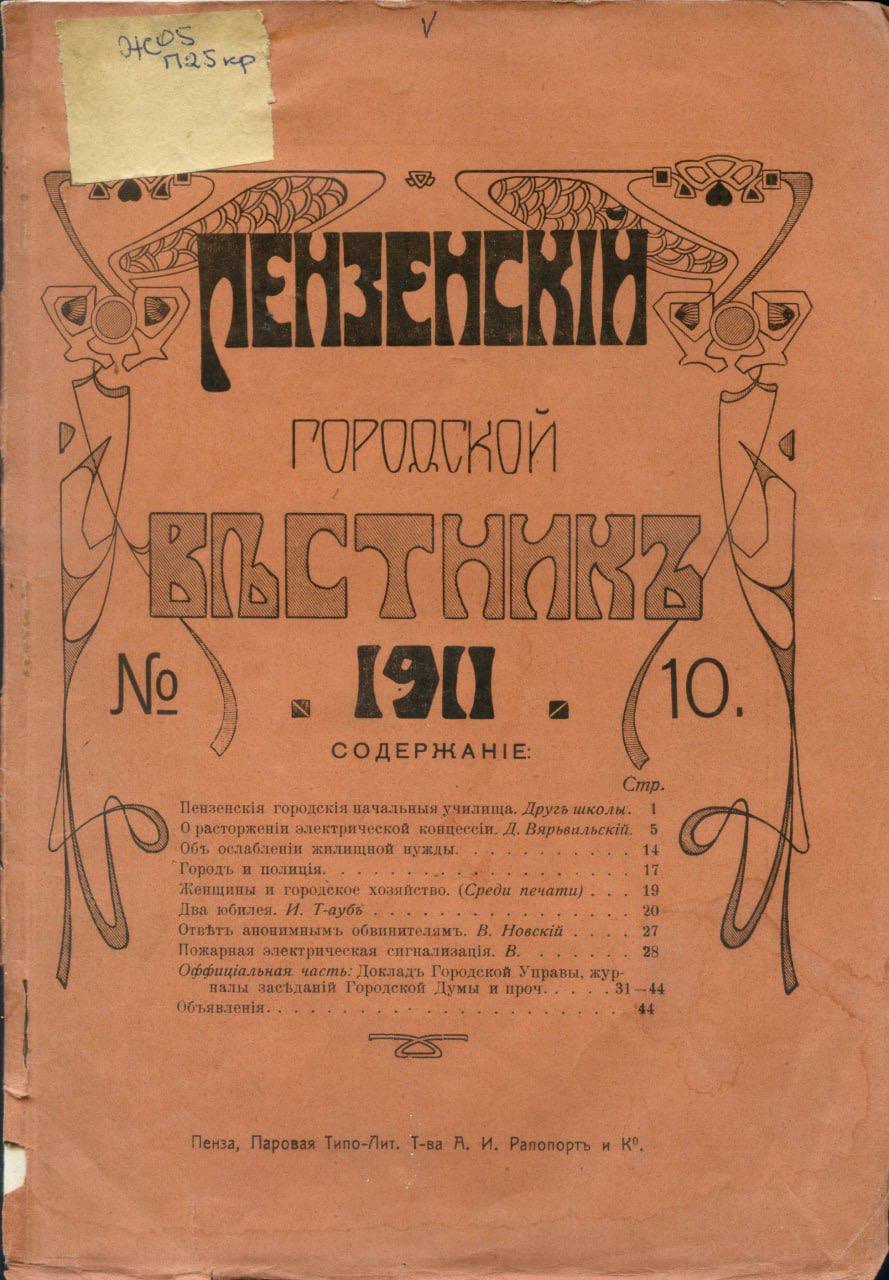 Ж05
П25кр
ПЕНЗЕНСКІЙ
ГОРОДСКОЙ
ВѢСТНИКЪ
№ . 1911 . 10.
СОДЕРЖАНІЕ:
Стр.
Пензенскія городскія начальныя училища. Другъ школы. 1
О расторженіи электрической концессіи. Д. Вярьвильскій. 5
Объ ослабленіи жилищной нужды. . . . . . . . . . . . 14
Городъ и полиція. . . . . . . . . . . . . . . . . . . . 17
Женщины и городское хозяйство. (Среди печати) . . . 19
Два юбилея. И. Т-аубъ . . . . . . . . . . . . . . . . . 20
Отвѣтъ анонимнымъ обвинителямъ. В. Новскій . . . . 27
Пожарная электрическая сигнализація. В. . . . . . . . 28
Оффиціальная часть: Докладъ Городской Управы, жур-
налы засѣданій Городской Думы и проч. . . . . 31—44
Объявленія. . . . . . . . . . . . . . . . . . . . . . . 44
Пенза, Паровая Типо-Лит. Т-ва А. И. Рапопортъ и Кº.